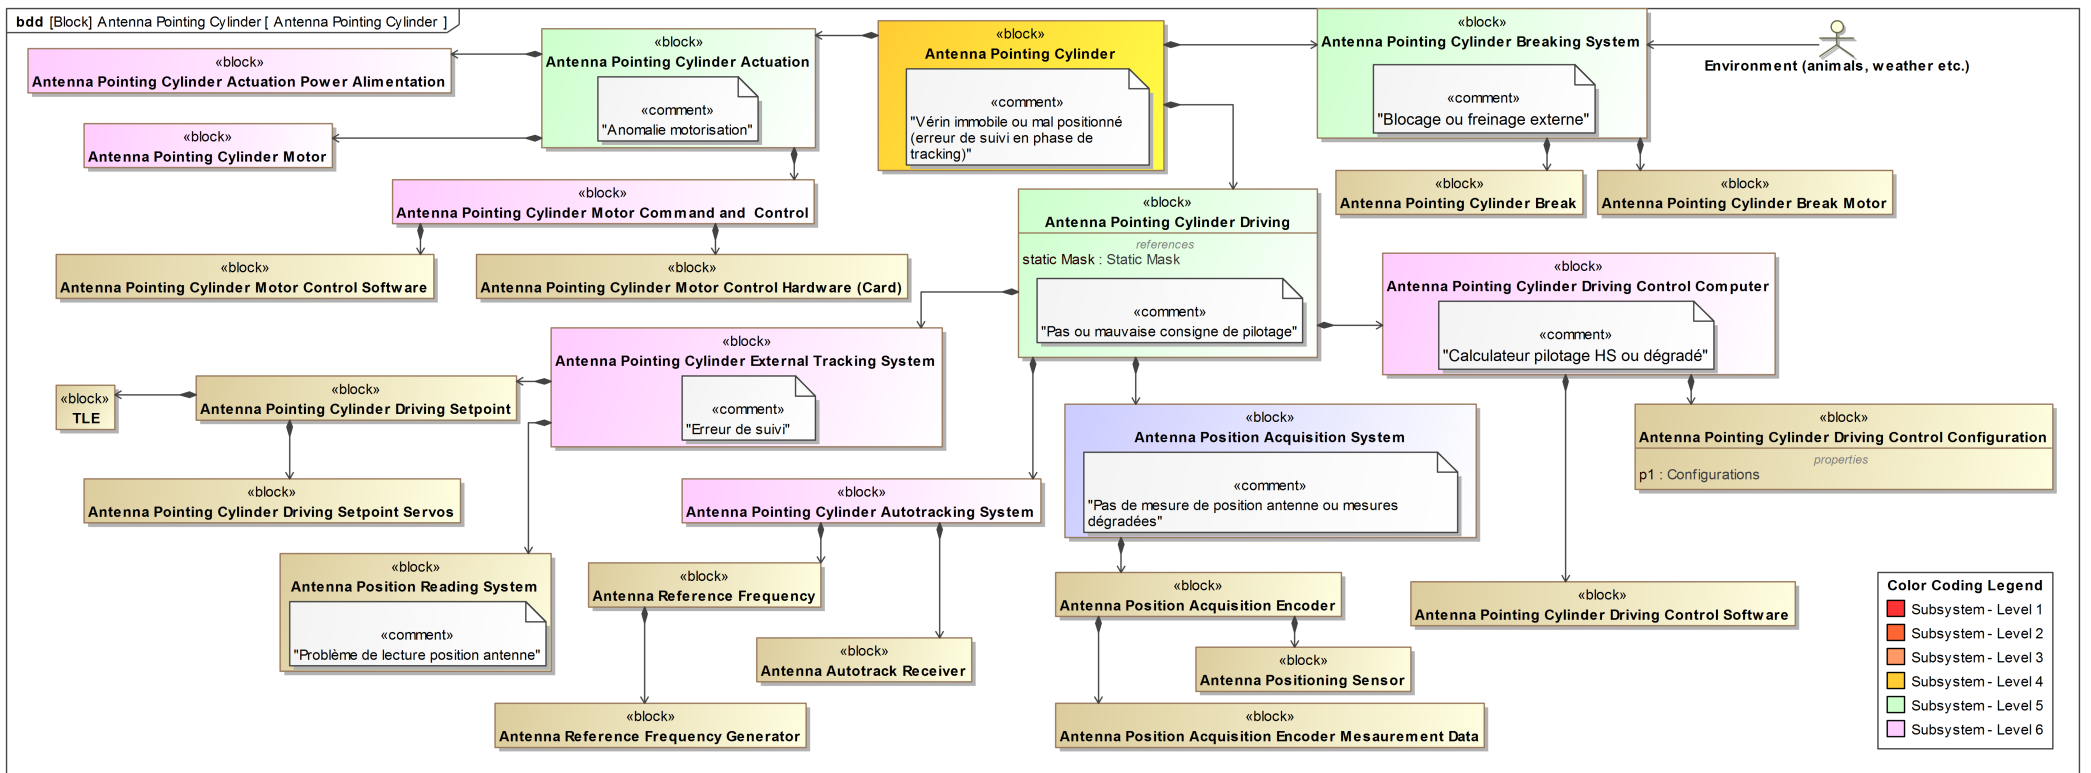 bdd [Block] Antenna Pointing Cylinder [ Antenna Pointing Cylinder ]
«block»
Antenna Pointing Cylinder Actuation Power Alimentation
«block»
Antenna Pointing Cylinder Actuation
«comment»
"Anomalie motorisation"
«block»
Antenna Pointing Cylinder
«comment»
"Vérin immobile ou mal positionné
(erreur de suivi en phase de
tracking)"
«block»
Antenna Pointing Cylinder Breaking System
«comment»
"Blocage ou freinage externe"
Environment (animals, weather etc.)
«block»
Antenna Pointing Cylinder Motor
«block»
Antenna Pointing Cylinder Motor Command and Control
«block»
Antenna Pointing Cylinder Break
«block»
Antenna Pointing Cylinder Break Motor
«block»
Antenna Pointing Cylinder Driving
references
static Mask : Static Mask
«comment»
"Pas ou mauvaise consigne de pilotage"
«block»
Antenna Pointing Cylinder Motor Control Software
«block»
Antenna Pointing Cylinder Motor Control Hardware (Card)
«block»
Antenna Pointing Cylinder Driving Control Computer
«comment»
"Calculateur pilotage HS ou dégradé"
«block»
Antenna Pointing Cylinder External Tracking System
«comment»
"Erreur de suivi"
«block»
TLE
«block»
Antenna Pointing Cylinder Driving Setpoint
«block»
Antenna Position Acquisition System
«comment»
"Pas de mesure de position antenne ou mesures
dégradées"
«block»
Antenna Pointing Cylinder Driving Control Configuration
properties
p1 : Configurations
«block»
Antenna Pointing Cylinder Driving Setpoint Servos
«block»
Antenna Pointing Cylinder Autotracking System
«block»
Antenna Position Reading System
«comment»
"Problème de lecture position antenne"
«block»
Antenna Reference Frequency
«block»
Antenna Position Acquisition Encoder
«block»
Antenna Pointing Cylinder Driving Control Software
«block»
Antenna Autotrack Receiver
«block»
Antenna Positioning Sensor
«block»
Antenna Reference Frequency Generator
«block»
Antenna Position Acquisition Encoder Mesaurement Data
Color Coding Legend
Subsystem - Level 1
Subsystem - Level 2
Subsystem - Level 3
Subsystem - Level 4
Subsystem - Level 5
Subsystem - Level 6